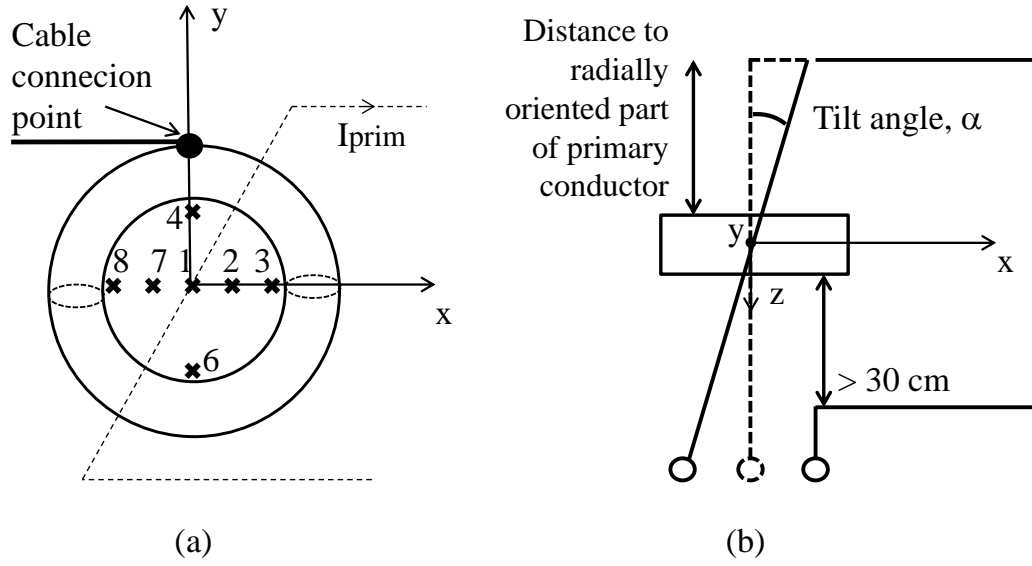 Cable
connecion
point
y
Iprim
4
8
7
1
2
3
x
6
(a)
Distance to
radially
oriented part
of primary
conductor
Tilt angle, α
y
x
z
> 30 cm
(b)